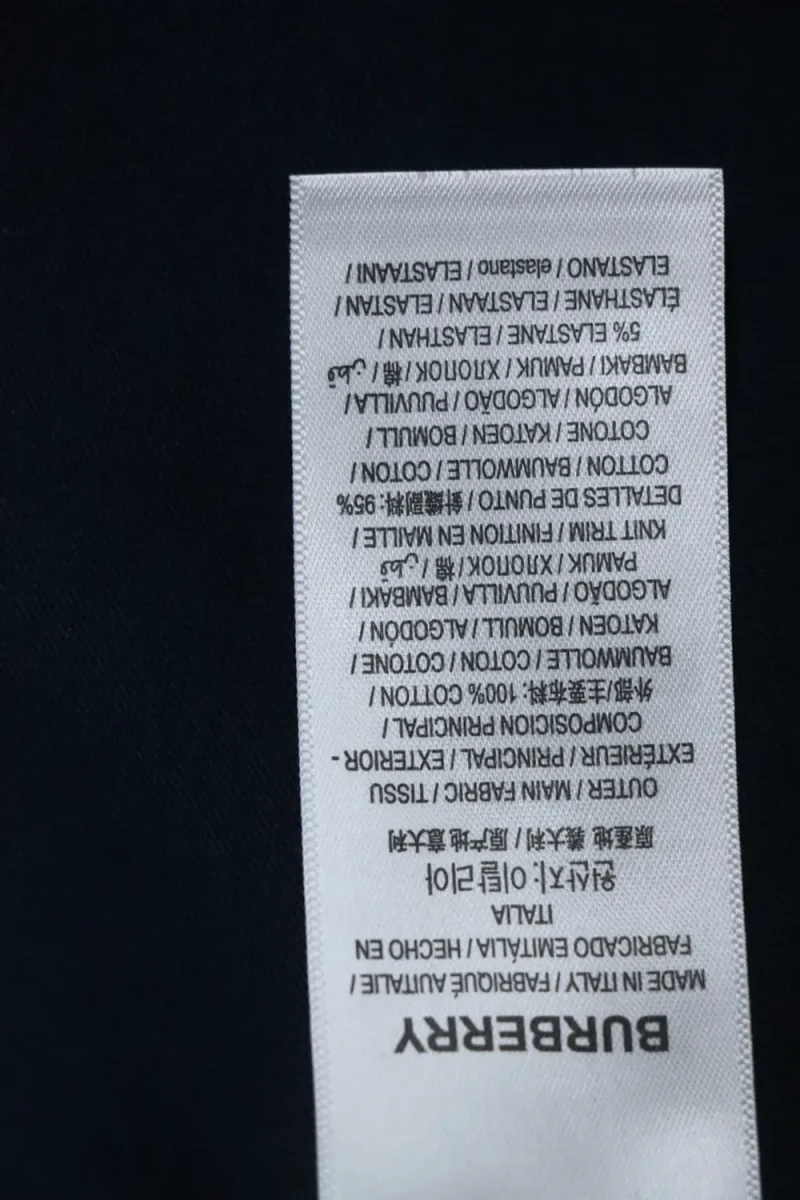 BURBERRY
MADE IN ITALY / FABRIQUÉ AUITALIE /
FABRICADO EMITÁLIA / HECHO EN
ITALIA
원산지: 이탈리아
原產地 義大利 / 原产地 意大利
OUTER / MAIN FABRIC / TISSU
EXTÉRIEUR / PRINCIPAL / EXTERIOR -
COMPOSICION PRINCIPAL /
外部/主要布料: 100% COTTON /
BAUMWOLLE / COTON / COTONE /
KATOEN / BOMULL / ALGODÓN /
ALGODÃO / PUUVILLA / BAMBAKI /
PAMUK / ХЛОПОК / 棉 / قطن
KNIT TRIM / FINITION EN MAILLE /
DETALLES DE PUNTO / 針織副料: 95%
COTTON / BAUMWOLLE / COTON /
COTONE / KATOEN / BOMULL /
ALGODÓN / ALGODÃO / PUUVILLA /
BAMBAKI / PAMUK / ХЛОПОК / 棉 / قطن
5% ELASTANE / ELASTHAN /
ÉLASTHANE / ELASTAAN / ELASTAN /
ELASTANO / elastano / ELASTAANI /